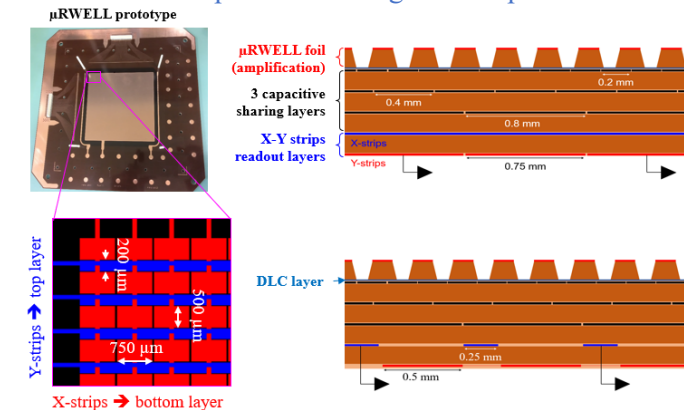 µRWELL prototype
µRWELL foil
(amplification)
3 capacitive
sharing layers
X-Y strips
readout layers
0.2 mm
0.4 mm
0.8 mm
X-strips
Y-strips
0.75 mm
Y-strips ➔ top layer
200 µm
500 µm
750 µm
X-strips ➔ bottom layer
DLC layer
0.25 mm
0.5 mm